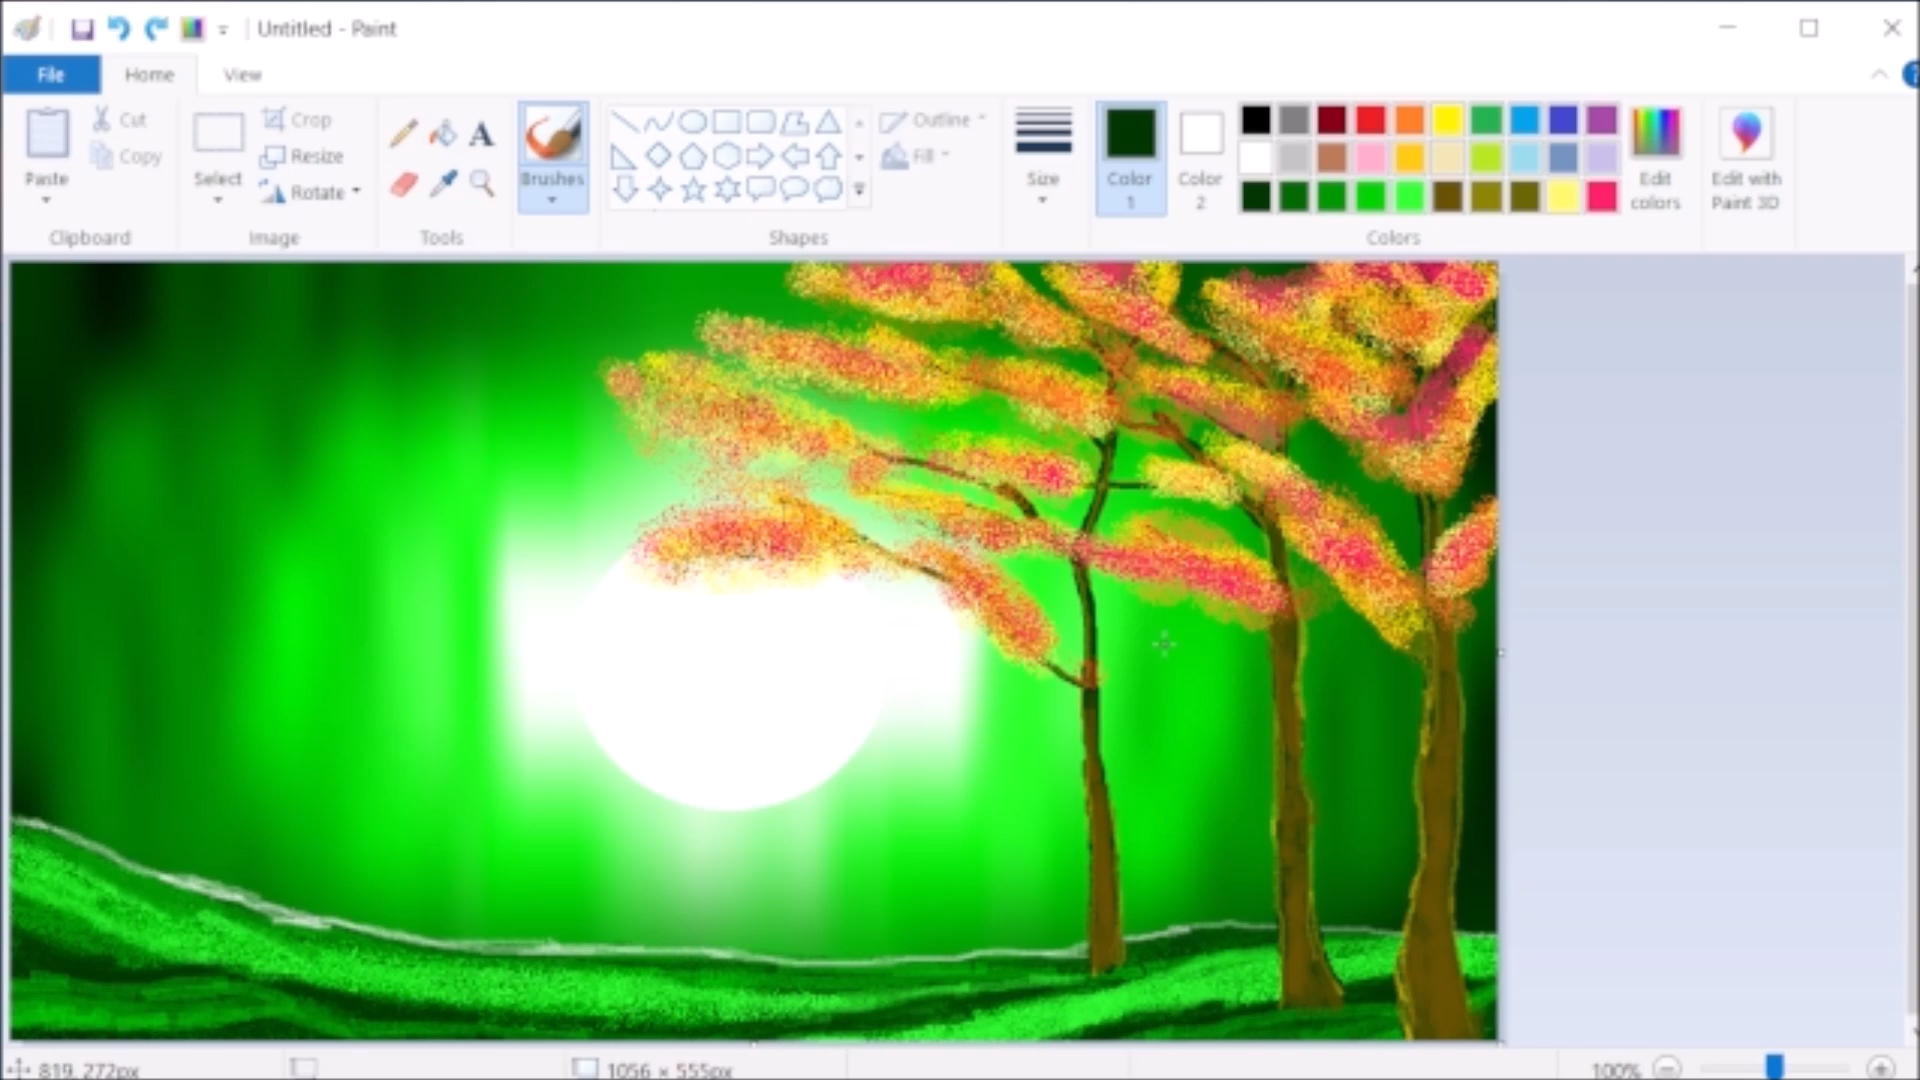 Untitled - Paint
File Home View
Paste
Cut
Copy
Clipboard
Select
Crop
Resize
Rotate
Image
A
Tools
Brushes
Shapes
Outline
Fill
Size
Color 1
Color 2
Colors
Edit colors
Edit with Paint 3D
819, 272px
1056 × 555px
100%